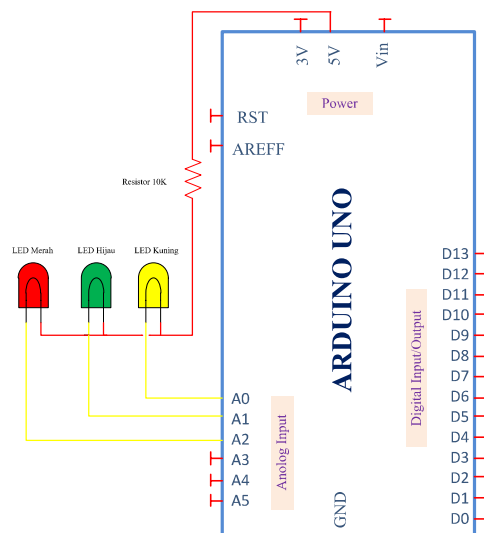 3V
5V
Vin
Power
RST
AREFF
Resistor 10K
LED Merah
LED Hijau
LED Kuning
ARDUINO UNO
D13
D12
D11
D10
D9
D8
D7
D6
D5
D4
D3
D2
D1
D0
Digital Input/Output
A0
A1
A2
A3
A4
A5
Anolog Input
GND